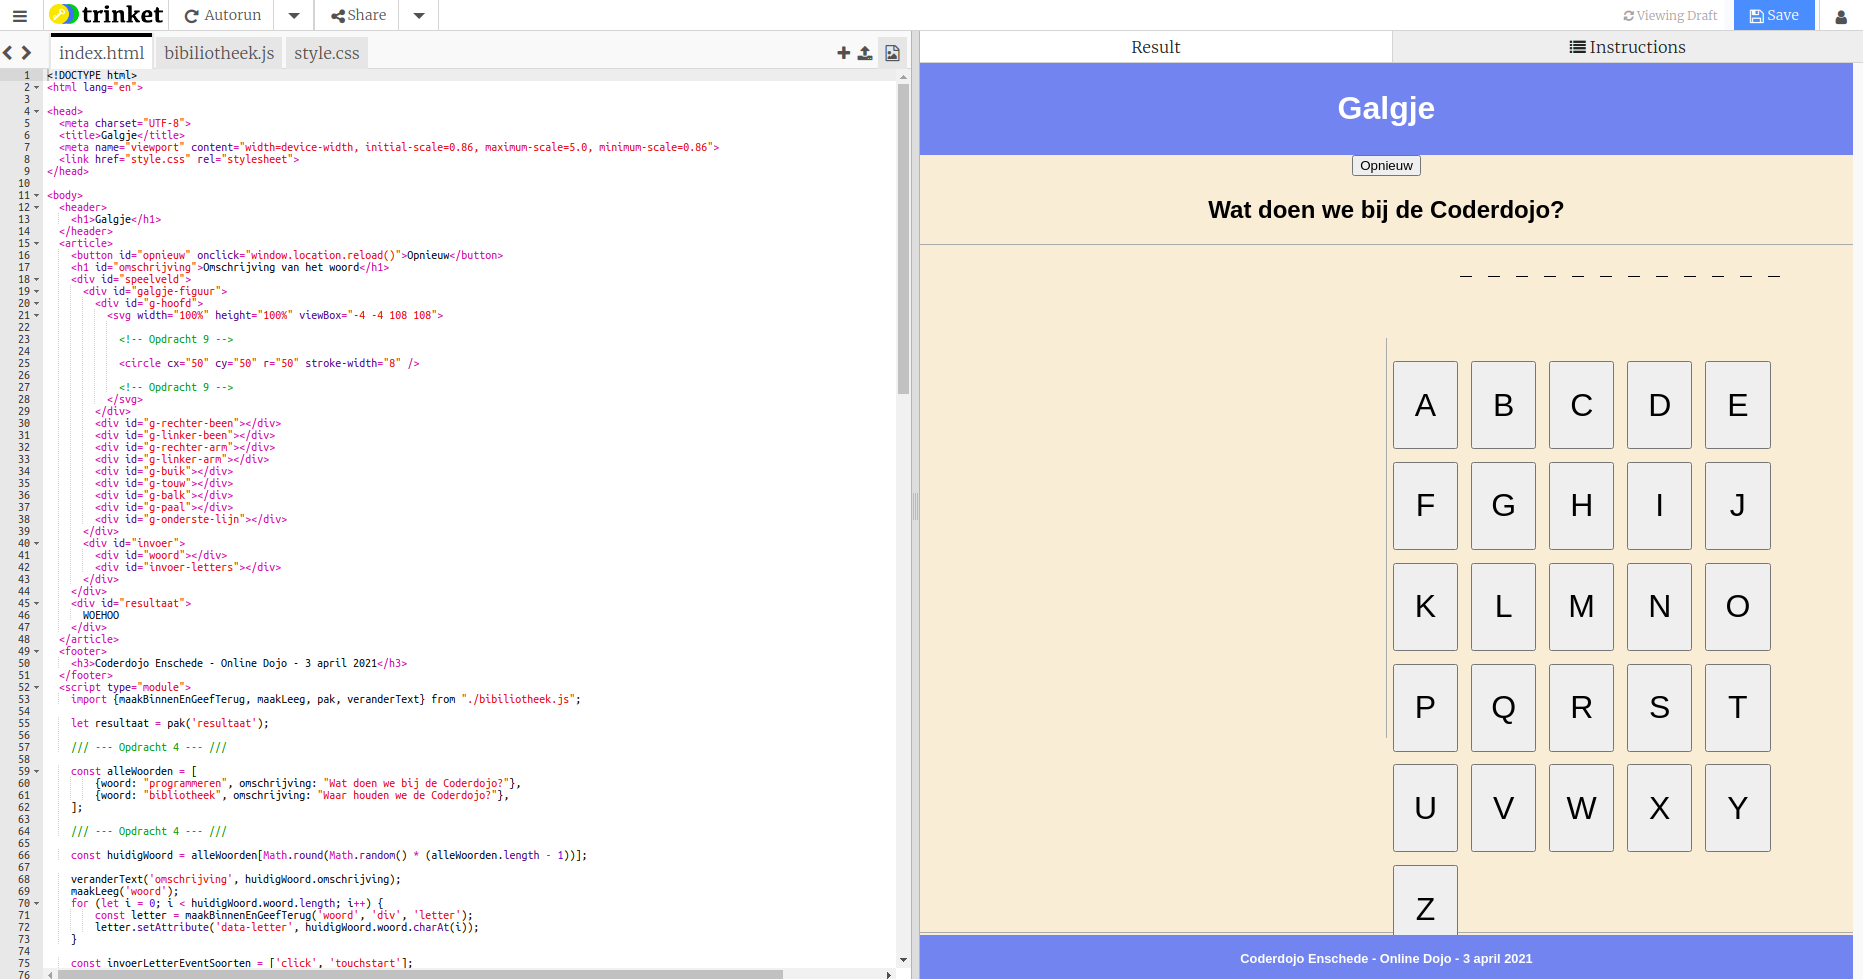 trinket Autorun Share Viewing Draft Save
index.html bibiliotheek.js style.css Result Instructions
1 <!DOCTYPE html>
2 <html lang="en">
3
4 <head>
5 <meta charset="UTF-8">
6 <title>Galgje</title>
7 <meta name="viewport" content="width=device-width, initial-scale=0.86, maximum-scale=5.0, minimum-scale=0.86">
8 <link href="style.css" rel="stylesheet">
9 </head>
10
11 <body>
12 <header>
13 <h1>Galgje</h1>
14 </header>
15 <article>
16 <button id="opnieuw" onclick="window.location.reload()">Opnieuw</button>
17 <h1 id="omschrijving">Omschrijving van het woord</h1>
18 <div id="speelveld">
19 <div id="galgje-figuur">
20 <div id="g-hoofd">
21 <svg width="100%" height="100%" viewBox="-4 -4 108 108">
22
23 <!-- Opdracht 9 -->
24
25 <circle cx="50" cy="50" r="50" stroke-width="8" />
26
27 <!-- Opdracht 9 -->
28 </svg>
29 </div>
30 <div id="g-rechter-been"></div>
31 <div id="g-linker-been"></div>
32 <div id="g-rechter-arm"></div>
33 <div id="g-linker-arm"></div>
34 <div id="g-buik"></div>
35 <div id="g-touw"></div>
36 <div id="g-balk"></div>
37 <div id="g-paal"></div>
38 <div id="g-onderste-lijn"></div>
39 </div>
40 <div id="invoer">
41 <div id="woord"></div>
42 <div id="invoer-letters"></div>
43 </div>
44 </div>
45 <div id="resultaat">
46 WOEHOO
47 </div>
48 </article>
49 <footer>
50 <h3>Coderdojo Enschede - Online Dojo - 3 april 2021</h3>
51 </footer>
52 <script type="module">
53 import {maakBinnenEnGeefTerug, maakLeeg, pak, veranderText} from "./bibiliotheek.js";
54
55 let resultaat = pak('resultaat');
56
57 /// --- Opdracht 4 --- ///
58
59 const alleWoorden = [
60 {woord: "programmeren", omschrijving: "Wat doen we bij de Coderdojo?"},
61 {woord: "bibliotheek", omschrijving: "Waar houden we de Coderdojo?"},
62 ];
63
64 /// --- Opdracht 4 --- ///
65
66 const huidigWoord = alleWoorden[Math.round(Math.random() * (alleWoorden.length - 1))];
67
68 veranderText('omschrijving', huidigWoord.omschrijving);
69 maakLeeg('woord');
70 for (let i = 0; i < huidigWoord.woord.length; i++) {
71 const letter = maakBinnenEnGeefTerug('woord', 'div', 'letter');
72 letter.setAttribute('data-letter', huidigWoord.woord.charAt(i));
73 }
74
75 const invoerLetterEventSoorten = ['click', 'touchstart'];
76
Galgje
Opnieuw
Wat doen we bij de Coderdojo?
_ _ _ _ _ _ _ _ _ _ _ _
A B C D E
F G H I J
K L M N O
P Q R S T
U V W X Y
Z
Coderdojo Enschede - Online Dojo - 3 april 2021